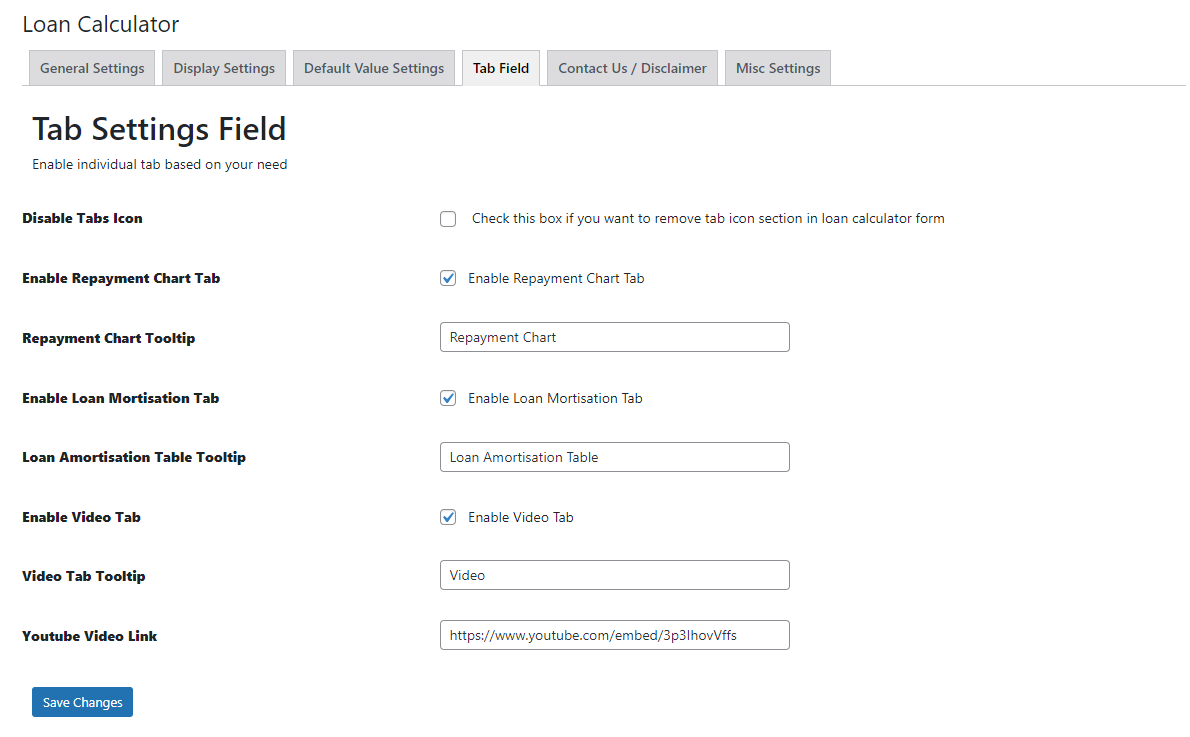 Loan Calculator
General Settings Display Settings Default Value Settings Tab Field Contact Us / Disclaimer Misc Settings
Tab Settings Field
Enable individual tab based on your need
Disable Tabs Icon Check this box if you want to remove tab icon section in loan calculator form
Enable Repayment Chart Tab Enable Repayment Chart Tab
Repayment Chart Tooltip Repayment Chart
Enable Loan Mortisation Tab Enable Loan Mortisation Tab
Loan Amortisation Table Tooltip Loan Amortisation Table
Enable Video Tab Enable Video Tab
Video Tab Tooltip Video
Youtube Video Link https://www.youtube.com/embed/3p3IhovVffs
Save Changes